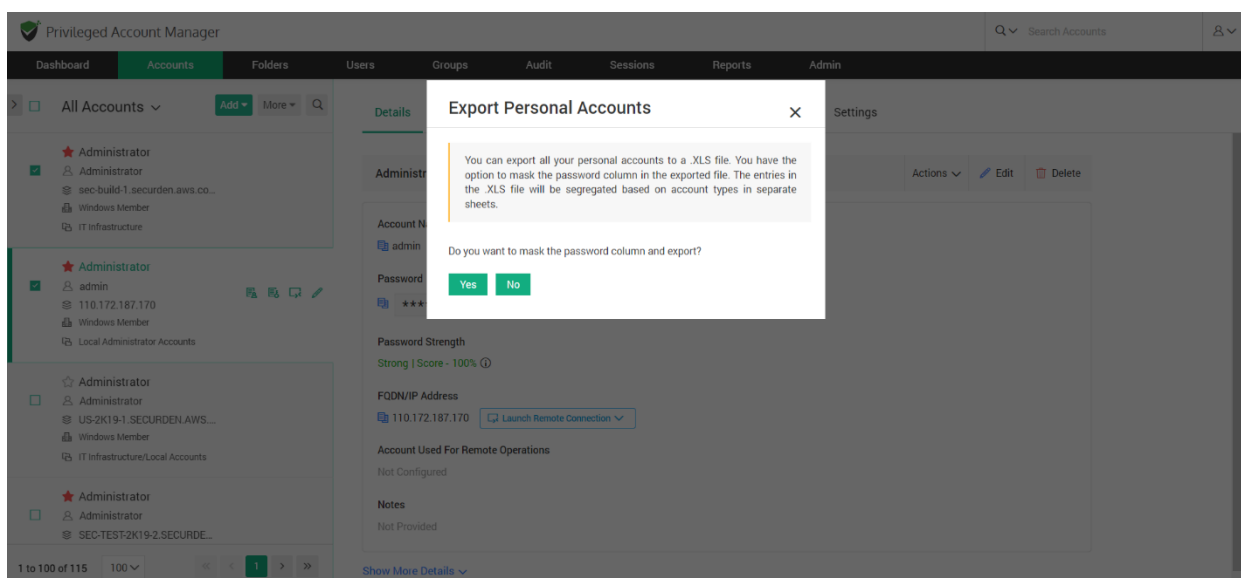 Privileged Account Manager
Search Accounts
Dashboard
Accounts
Folders
Users
Groups
Audit
Sessions
Reports
Admin
All Accounts
Add
More
Administrator
Administrator
sec-build-1.securden.aws.co...
Windows Member
IT Infrastructure
Administrator
admin
110.172.187.170
Windows Member
Local Administrator Accounts
Administrator
Administrator
US-2K19-1.SECURDEN.AWS....
Windows Member
IT Infrastructure/Local Accounts
Administrator
Administrator
SEC-TEST-2K19-2.SECURDE...
1 to 100 of 115
100
1
Details
Settings
Administr
Actions
Edit
Delete
Account N
admin
Password
****
Password Strength
Strong | Score - 100%
FQDN/IP Address
110.172.187.170
Launch Remote Connection
Account Used For Remote Operations
Not Configured
Notes
Not Provided
Show More Details
Export Personal Accounts
You can export all your personal accounts to a .XLS file. You have the
option to mask the password column in the exported file. The entries in
the .XLS file will be segregated based on account types in separate
sheets.
Do you want to mask the password column and export?
Yes
No